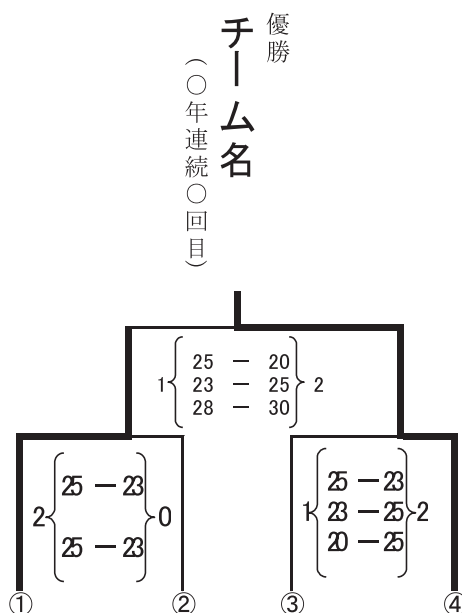 優勝
チーム名
(○年連続○回目)
1 { 25 － 20 } 2
23 － 25
28 － 30
2 { 25 － 23 } 0
25 － 23
1 { 25 － 23 } 2
23 － 25
20 － 25
① ② ③ ④